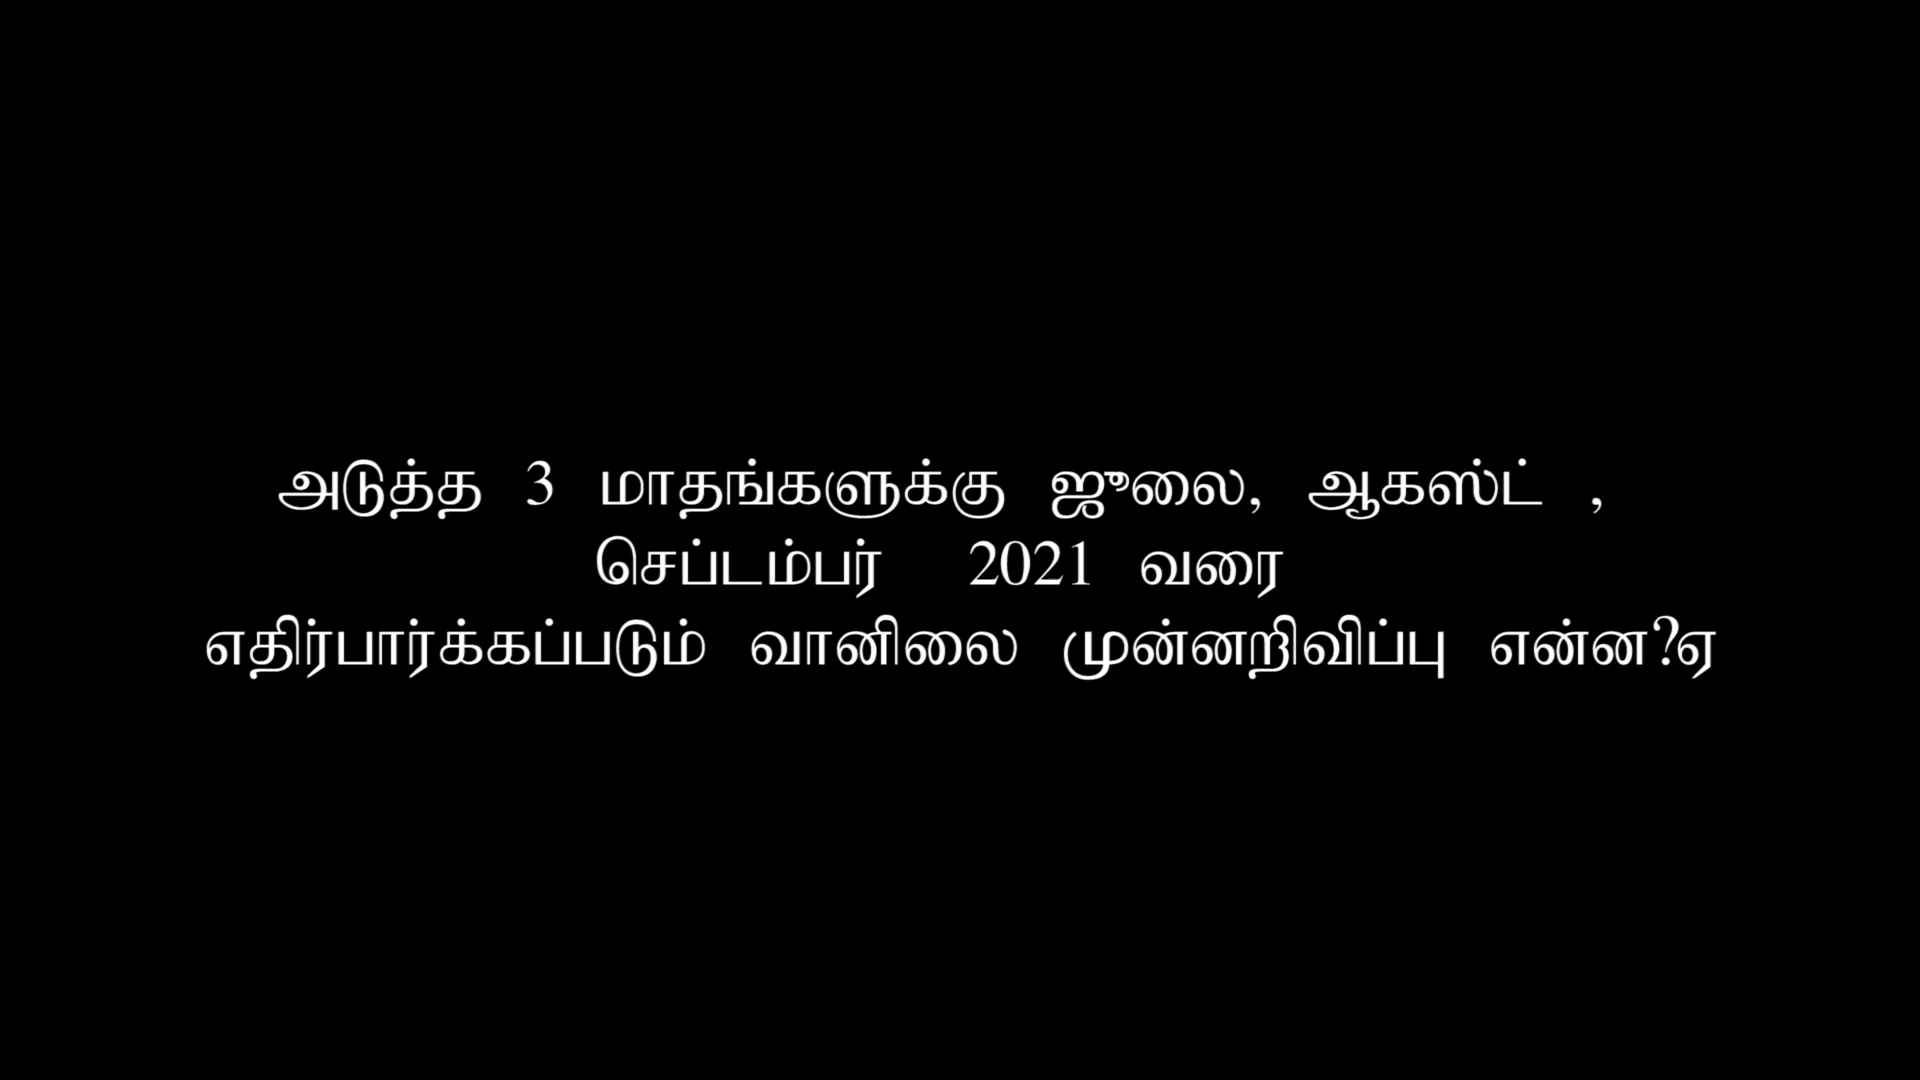 அடுத்த 3 மாதங்களுக்கு ஜுலை, ஆகஸ்ட் ,
செப்டம்பர் 2021 வரை
எதிர்பார்க்கப்படும் வானிலை முன்னறிவிப்பு என்ன?ஏ